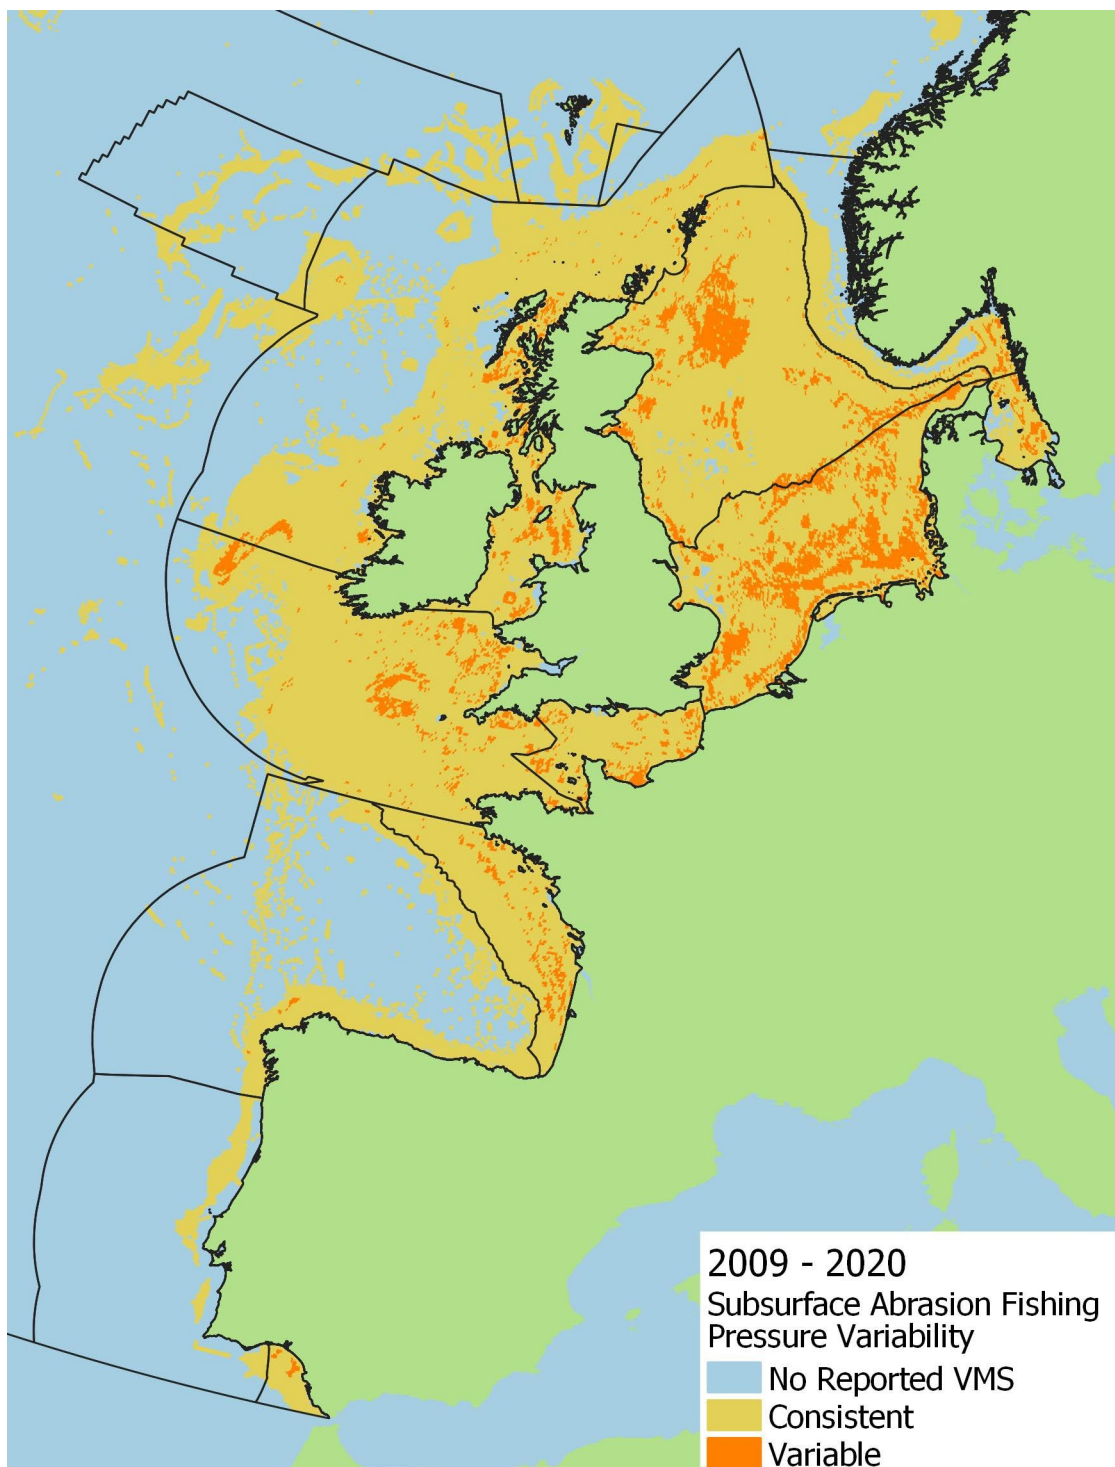 2009 - 2020
Subsurface Abrasion Fishing
Pressure Variability
No Reported VMS
Consistent
Variable